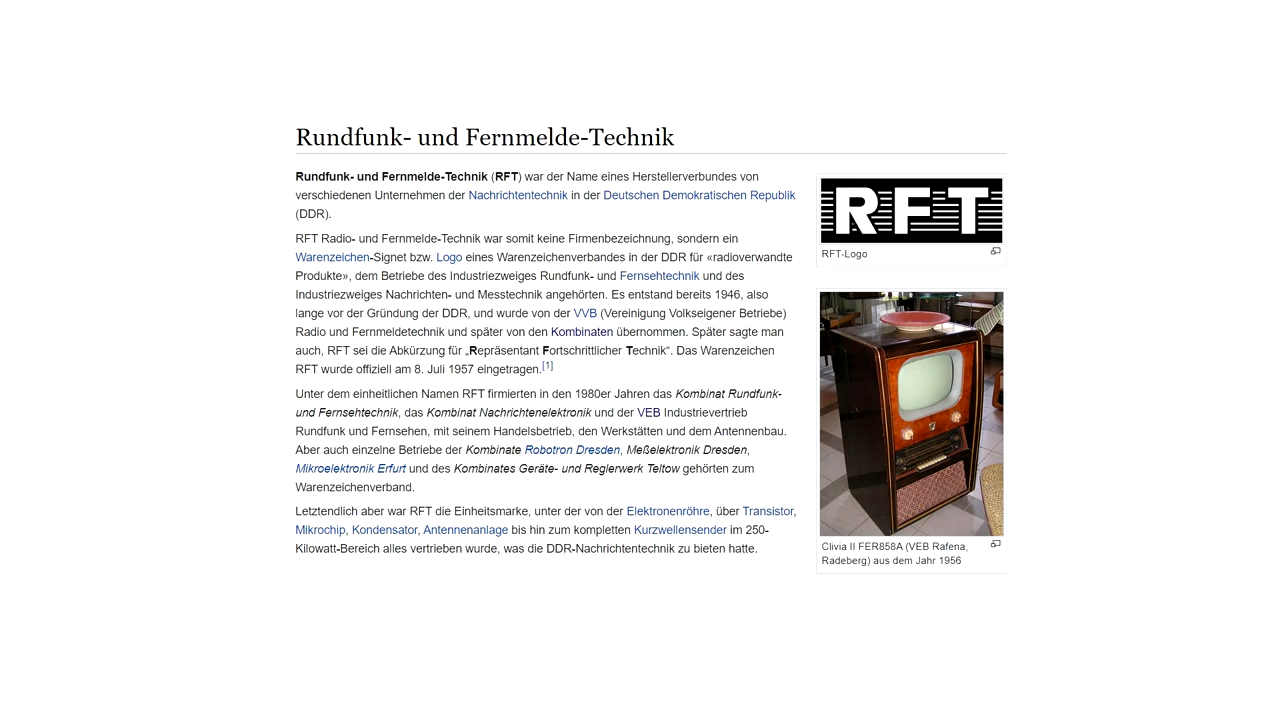 Rundfunk- und Fernmelde-Technik
Rundfunk- und Fernmelde-Technik (RFT) war der Name eines Herstellerverbundes von
verschiedenen Unternehmen der Nachrichtentechnik in der Deutschen Demokratischen Republik
(DDR).
RFT Radio- und Fernmelde-Technik war somit keine Firmenbezeichnung, sondern ein
Warenzeichen-Signet bzw. Logo eines Warenzeichenverbandes in der DDR für «radioverwandte
Produkte», dem Betriebe des Industriezweiges Rundfunk- und Fernsehtechnik und des
Industriezweiges Nachrichten- und Messtechnik angehörten. Es entstand bereits 1946, also
lange vor der Gründung der DDR, und wurde von der VVB (Vereinigung Volkseigener Betriebe)
Radio und Fernmeldetechnik und später von den Kombinaten übernommen. Später sagte man
auch, RFT sei die Abkürzung für „Repräsentant Fortschrittlicher Technik“. Das Warenzeichen
RFT wurde offiziell am 8. Juli 1957 eingetragen.[1]
Unter dem einheitlichen Namen RFT firmierten in den 1980er Jahren das Kombinat Rundfunk-
und Fernsehtechnik, das Kombinat Nachrichtenelektronik und der VEB Industrievertrieb
Rundfunk und Fernsehen, mit seinem Handelsbetrieb, den Werkstätten und dem Antennenbau.
Aber auch einzelne Betriebe der Kombinate Robotron Dresden, Meßelektronik Dresden,
Mikroelektronik Erfurt und des Kombinates Geräte- und Reglerwerk Teltow gehörten zum
Warenzeichenverband.
Letztendlich aber war RFT die Einheitsmarke, unter der von der Elektronenröhre, über Transistor,
Mikrochip, Kondensator, Antennenanlage bis hin zum kompletten Kurzwellensender im 250-
Kilowatt-Bereich alles vertrieben wurde, was die DDR-Nachrichtentechnik zu bieten hatte.
RFT
RFT-Logo
Clivia II FER858A (VEB Rafena,
Radeberg) aus dem Jahr 1956